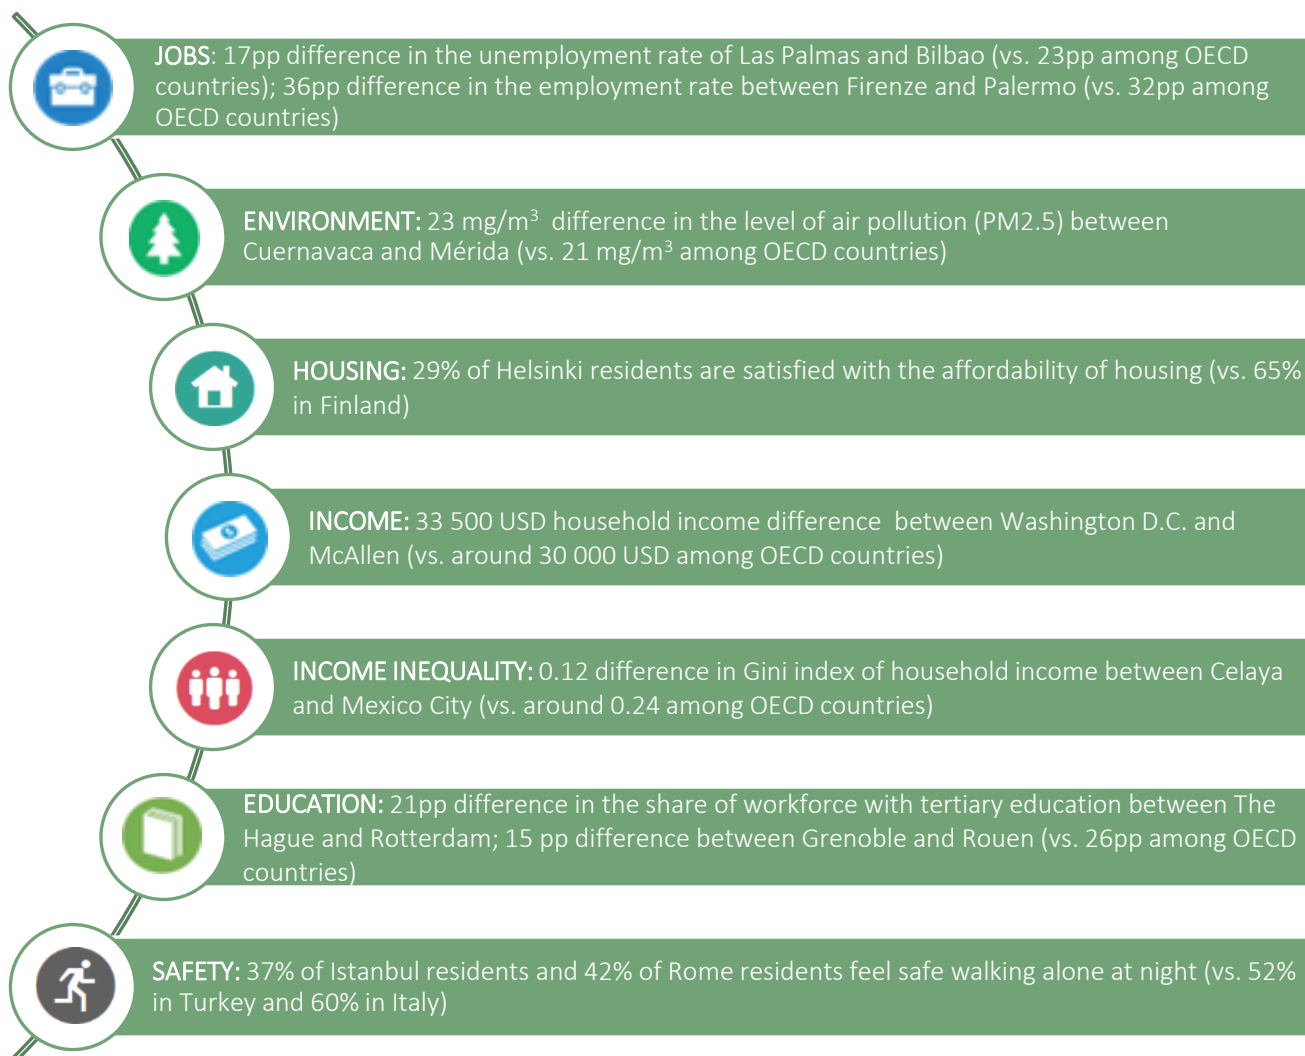 JOBS: 17pp difference in the unemployment rate of Las Palmas and Bilbao (vs. 23pp among OECD
countries); 36pp difference in the employment rate between Firenze and Palermo (vs. 32pp among
OECD countries)
ENVIRONMENT: 23 mg/m³  difference in the level of air pollution (PM2.5) between
Cuernavaca and Mérida (vs. 21 mg/m³ among OECD countries)
HOUSING: 29% of Helsinki residents are satisfied with the affordability of housing (vs. 65%
in Finland)
INCOME: 33 500 USD household income difference  between Washington D.C. and
McAllen (vs. around 30 000 USD among OECD countries)
INCOME INEQUALITY: 0.12 difference in Gini index of household income between Celaya
and Mexico City (vs. around 0.24 among OECD countries)
EDUCATION: 21pp difference in the share of workforce with tertiary education between The
Hague and Rotterdam; 15 pp difference between Grenoble and Rouen (vs. 26pp among OECD
countries)
SAFETY: 37% of Istanbul residents and 42% of Rome residents feel safe walking alone at night (vs. 52%
in Turkey and 60% in Italy)